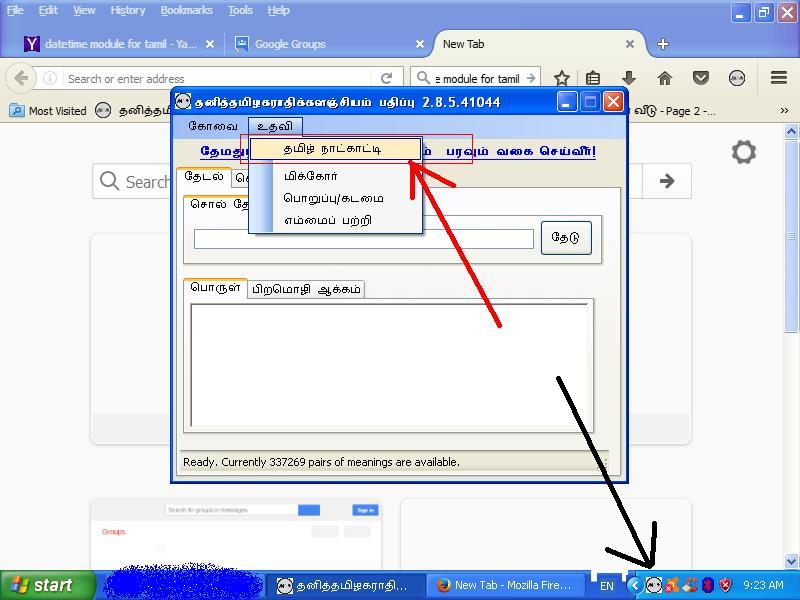 File Edit View History Bookmarks Tools Help
datetime module for tamil - Ya...
Google Groups
New Tab
Search or enter address
e module for tamil
Most Visited
வீடு - Page 2 -...
தனித்தமிழகராதிக்களஞ்சியம் பதிப்பு 2.8.5.41044
கோவை உதவி
தமிழ் நாட்காட்டி
பரவும் வகை செய்வீர்!
Search
தேடல்
மிக்கோர்
பொறுப்பு/கடமை
எம்மைப் பற்றி
சொல்
தேடு
பொருள் பிறமொழி ஆக்கம்
Ready. Currently 337269 pairs of meanings are available.
Search for groups or messages
Sign in
Groups
start
தனித்தமிழகராதி...
New Tab - Mozilla Fire...
EN
9:23 AM